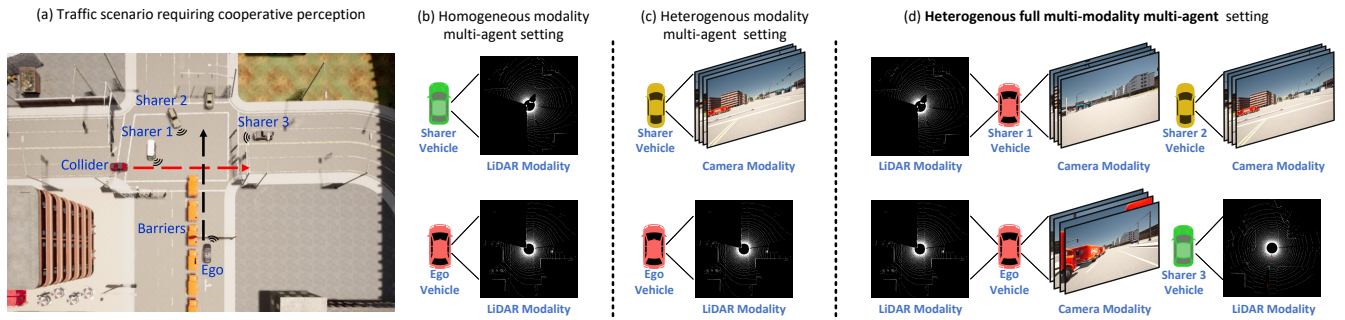 (a) Traffic scenario requiring cooperative perception
Sharer 2
Sharer 1
Sharer 3
Collider
Barriers
Ego
(b) Homogeneous modality
multi-agent setting
Sharer
Vehicle
LiDAR Modality
Ego
Vehicle
LiDAR Modality
(c) Heterogenous modality
multi-agent setting
Sharer
Vehicle
Camera Modality
Ego
Vehicle
LiDAR Modality
(d) Heterogenous full multi-modality multi-agent setting
LiDAR Modality
Sharer 1
Vehicle
Camera Modality
Sharer 2
Vehicle
Camera Modality
LiDAR Modality
Ego
Vehicle
Camera Modality
Sharer 3
Vehicle
LiDAR Modality